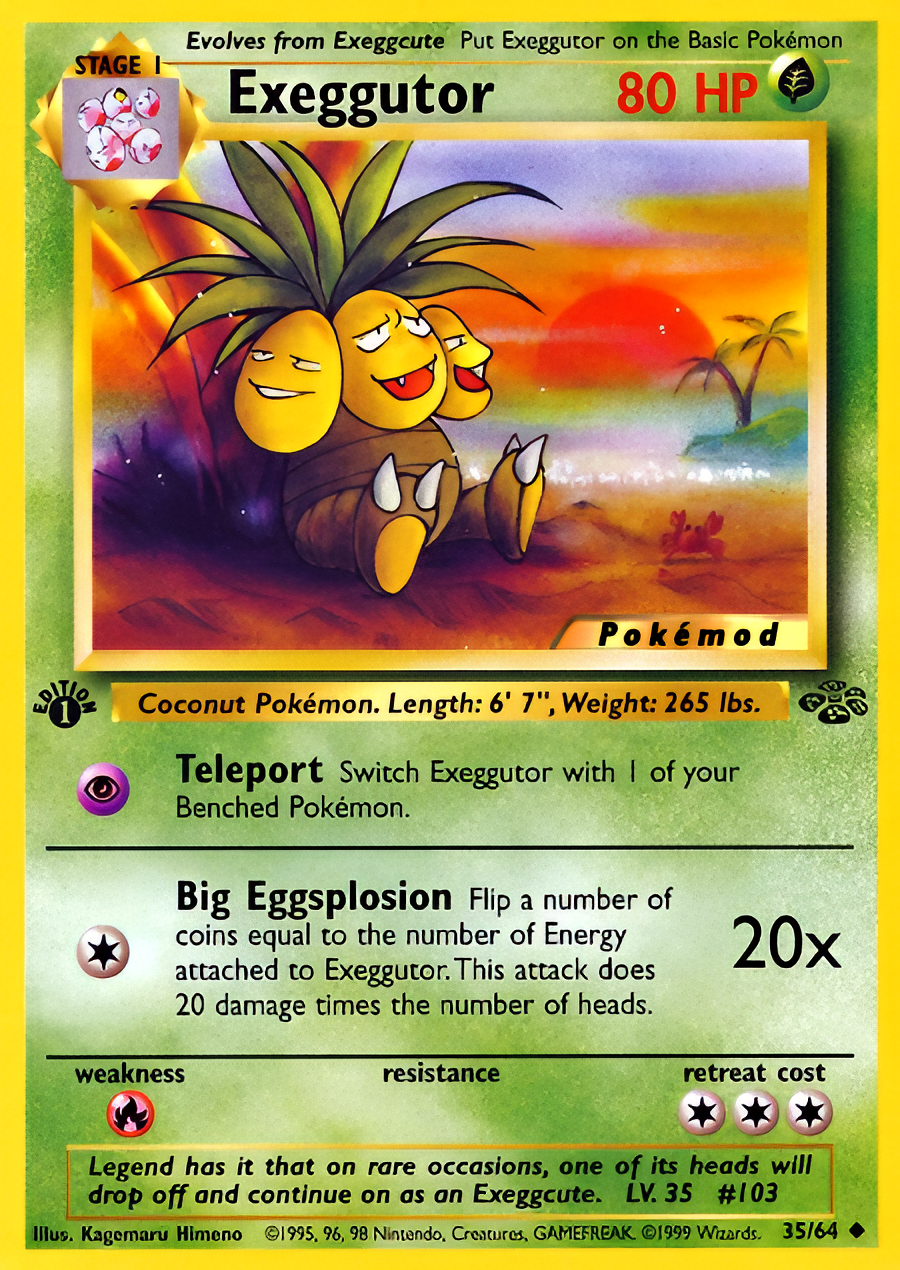 Evolves from Exeggcute Put Exeggutor on the Basic Pokémon
STAGE 1
Exeggutor 80 HP
Pokémod
EDITION
1
Coconut Pokémon. Length: 6' 7", Weight: 265 lbs.
Teleport Switch Exeggutor with 1 of your
Benched Pokémon.
Big Eggsplosion Flip a number of
coins equal to the number of Energy
attached to Exeggutor. This attack does
20 damage times the number of heads.
20x
weakness resistance retreat cost
Legend has it that on rare occasions, one of its heads will
drop off and continue on as an Exeggcute. LV. 35 #103
Illus. Kagemaru Himeno ©1995, 96, 98 Nintendo, Creatures, GAMEFREAK. ©1999 Wizards. 35/64